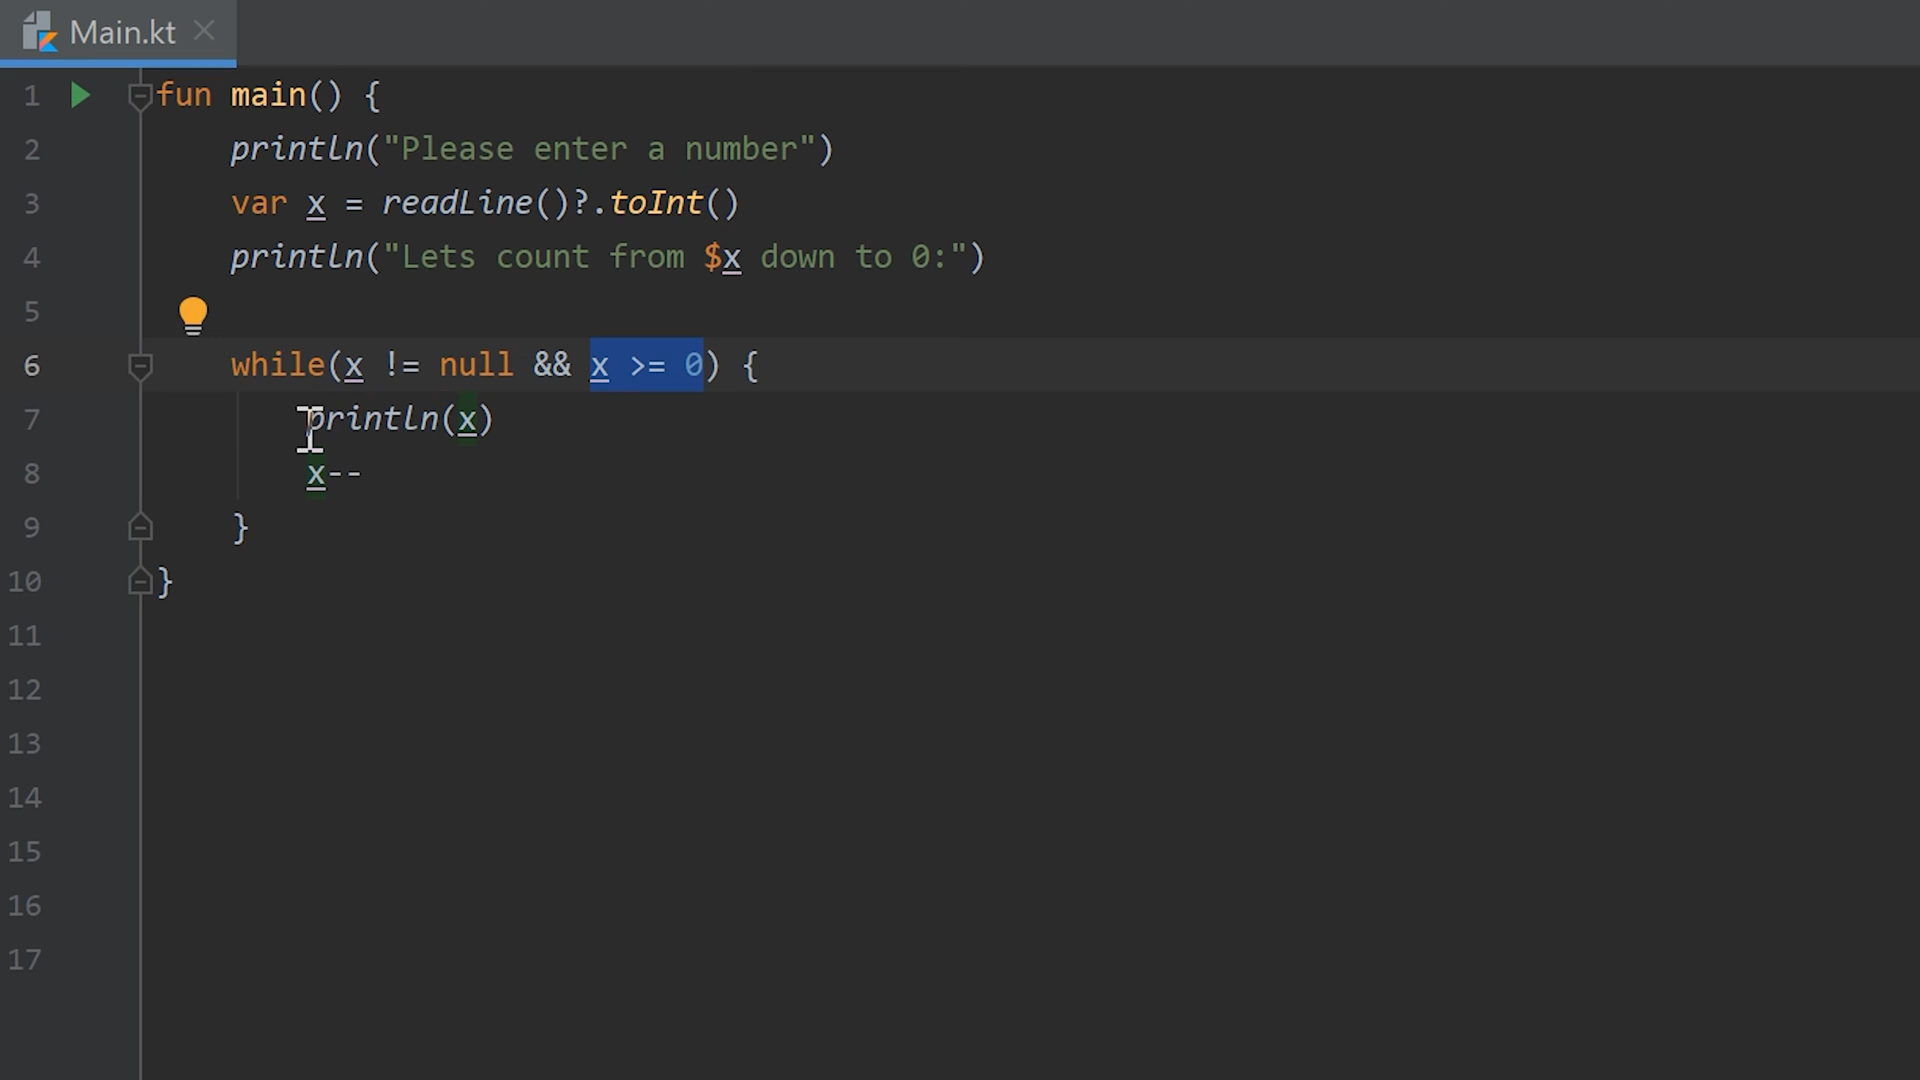 Main.kt
1 fun main() {
2 println("Please enter a number")
3 var x = readLine()?.toInt()
4 println("Lets count from $x down to 0:")
5
6 while(x != null && x >= 0) {
7 println(x)
8 x--
9 }
10 }
11
12
13
14
15
16
17